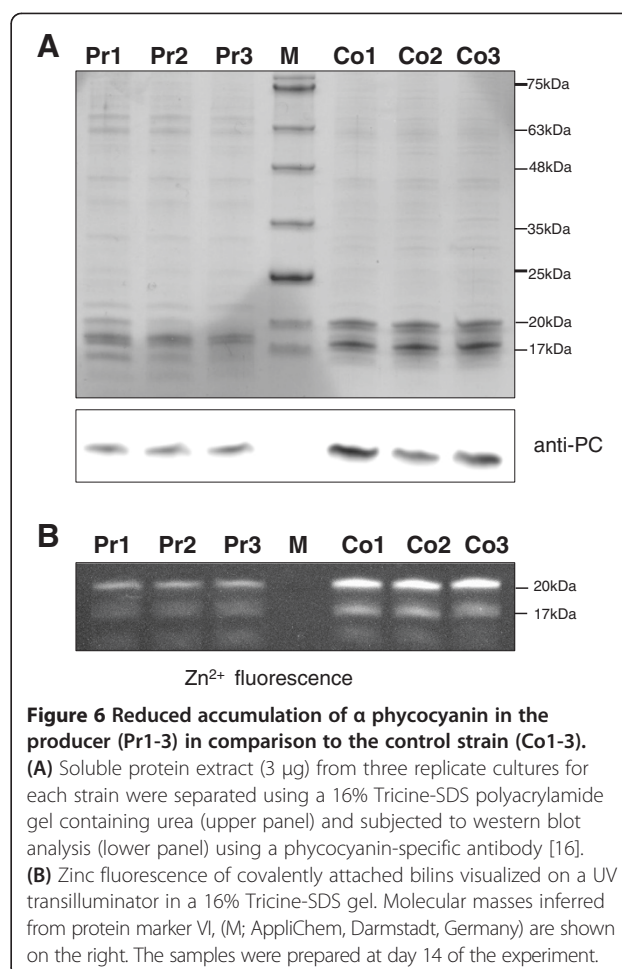 A
Pr1 Pr2 Pr3 M Co1 Co2 Co3
75kDa
63kDa
48kDa
35kDa
25kDa
20kDa
17kDa
anti-PC
B
Pr1 Pr2 Pr3 M Co1 Co2 Co3
20kDa
17kDa
Zn2+ fluorescence
Figure 6 Reduced accumulation of α phycocyanin in the
producer (Pr1-3) in comparison to the control strain (Co1-3).
(A) Soluble protein extract (3 μg) from three replicate cultures for
each strain were separated using a 16% Tricine-SDS polyacrylamide
gel containing urea (upper panel) and subjected to western blot
analysis (lower panel) using a phycocyanin-specific antibody [16].
(B) Zinc fluorescence of covalently attached bilins visualized on a UV
transilluminator in a 16% Tricine-SDS gel. Molecular masses inferred
from protein marker VI, (M; AppliChem, Darmstadt, Germany) are shown
on the right. The samples were prepared at day 14 of the experiment.